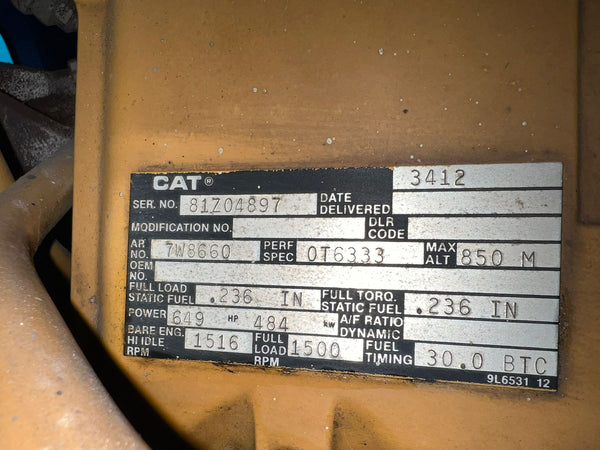 CAT® 3412
SER. NO. 81Z04897 DATE DELIVERED
MODIFICATION NO. DLR CODE
AR. NO. 7W8660 PERF SPEC 0T6333 MAX ALT 850 M
OEM NO.
FULL LOAD STATIC FUEL .236 IN FULL TORQ. STATIC FUEL .236 IN
POWER 649 HP 484 KW A/F RATIO DYNAMIC
BARE ENG. HI IDLE RPM 1516 FULL LOAD RPM 1500 FUEL TIMING 30.0 BTC
9L6531 12